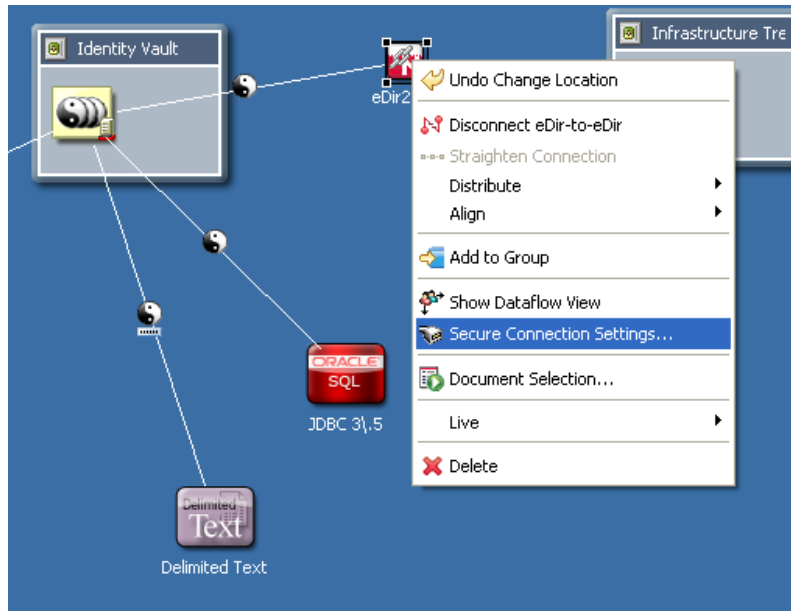 Identity Vault
Infrastructure Tre
eDir2
Undo Change Location
Disconnect eDir-to-eDir
Straighten Connection
Distribute
Align
Add to Group
Show Dataflow View
Secure Connection Settings...
Document Selection...
Live
Delete
ORACLE
SQL
JDBC 3\.5
Delimited
Text
Delimited Text